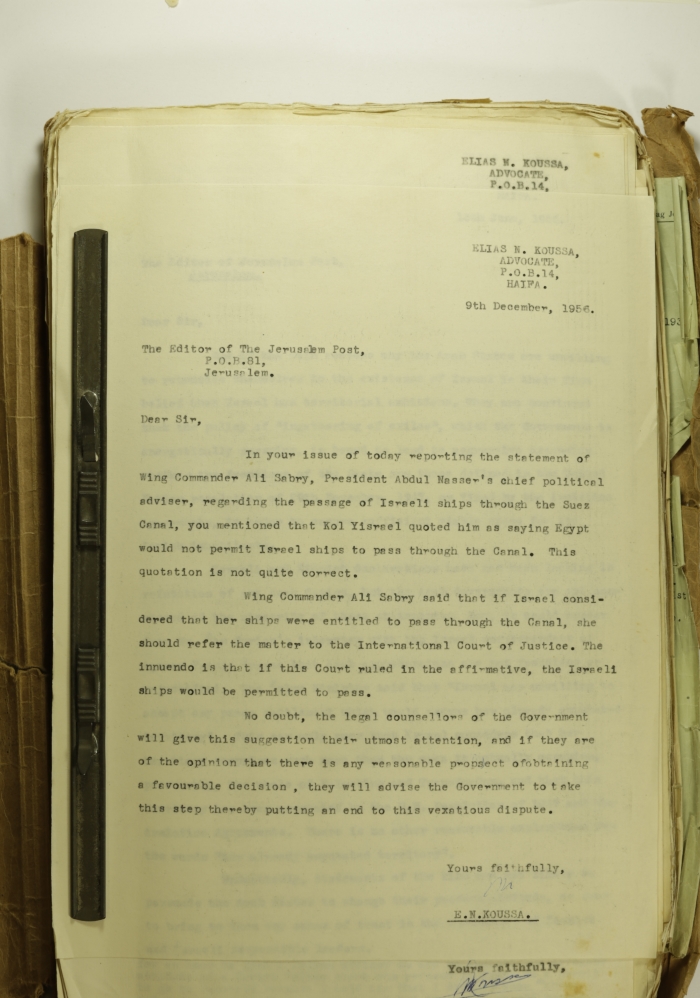 ELIAS N. KOUSSA,
ADVOCATE,
P.O.B.14,
ELIAS N. KOUSSA,
ADVOCATE,
P.O.B.14,
HAIFA.
9th December, 1956.
The Editor of The Jerusalem Post,
P.O.B.81,
Jerusalem.
Dear Sir,
In your issue of today reporting the statement of
Wing Commander Ali Sabry, President Abdul Nasser's chief political
adviser, regarding the passage of Israeli ships through the Suez
Canal, you mentioned that Kol Yisrael quoted him as saying Egypt
would not permit Israel ships to pass through the Canal. This
quotation is not quite correct.
Wing Commander Ali Sabry said that if Israel consi-
dered that her ships were entitled to pass through the Canal, she
should refer the matter to the International Court of Justice. The
innuendo is that if this Court ruled in the affirmative, the Israeli
ships would be permitted to pass.
No doubt, the legal counsellors of the Government
will give this suggestion their utmost attention, and if they are
of the opinion that there is any reasonable propsect ofobtaining
a favourable decision , they will advise the Government to take
this step thereby putting an end to this vexatious dispute.
Yours faithfully,
E.N.KOUSSA.
Yours faithfully,